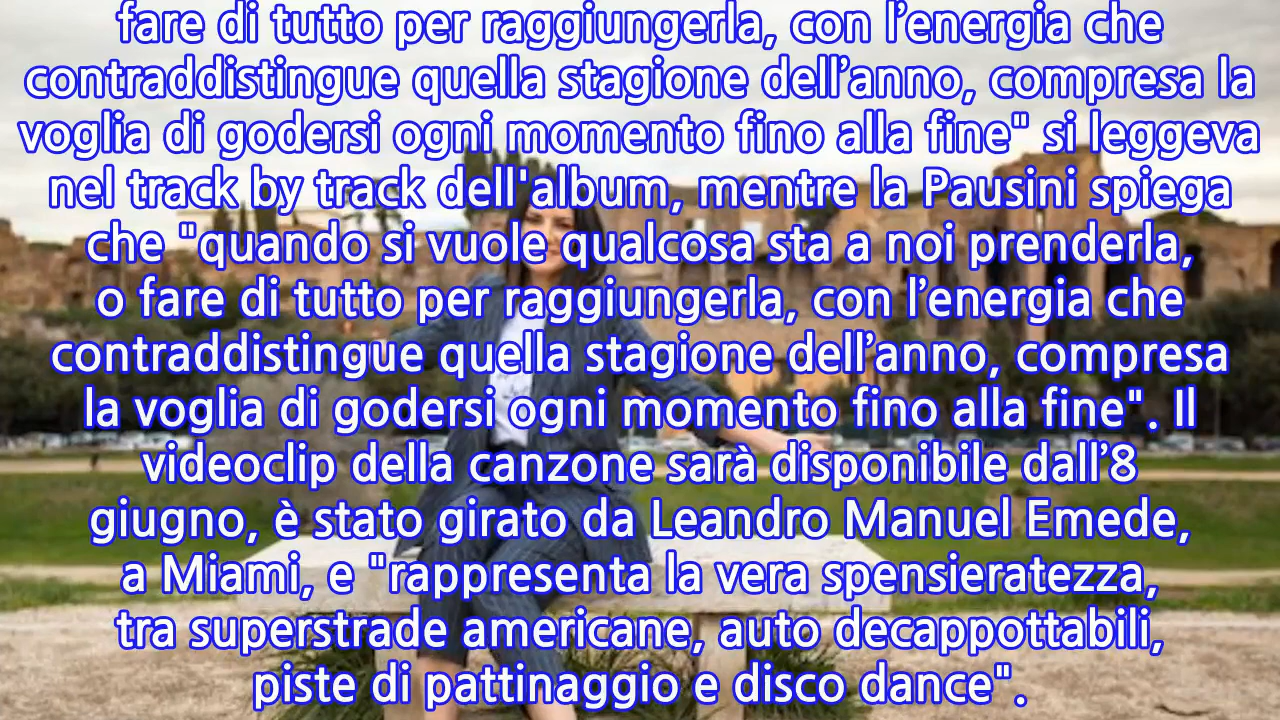 fare di tutto per raggiungerla, con l’energia che
contraddistingue quella stagione dell’anno, compresa la
voglia di godersi ogni momento fino alla fine" si leggeva
nel track by track dell'album, mentre la Pausini spiega
che "quando si vuole qualcosa sta a noi prenderla,
o fare di tutto per raggiungerla, con l’energia che
contraddistingue quella stagione dell’anno, compresa
la voglia di godersi ogni momento fino alla fine". Il
videoclip della canzone sarà disponibile dall’8
giugno, è stato girato da Leandro Manuel Emede,
a Miami, e "rappresenta la vera spensieratezza,
tra superstrade americane, auto decappottabili,
piste di pattinaggio e disco dance".